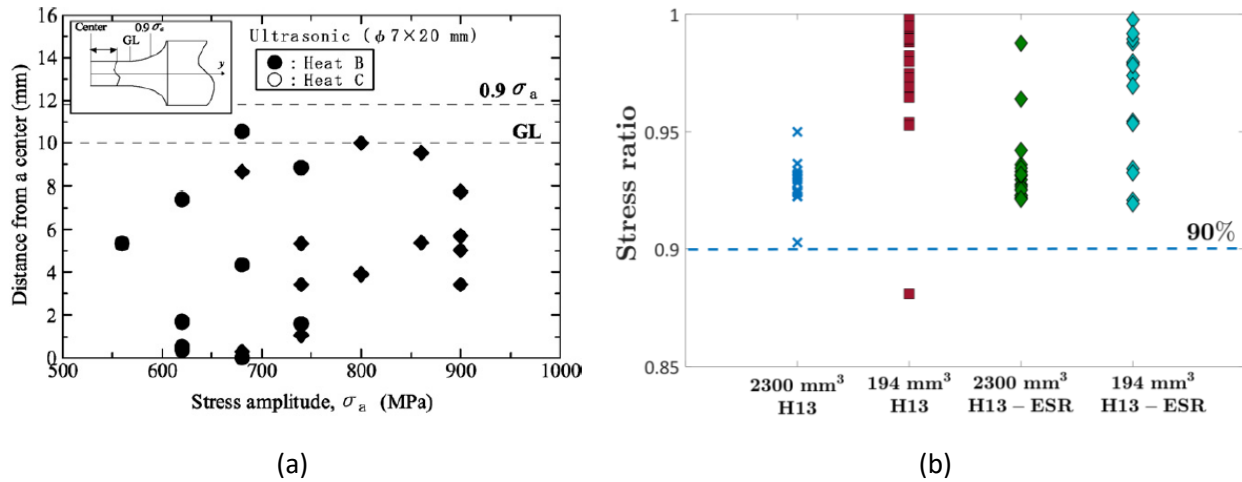 16
14
12
10
8
6
4
2
0
Distance from a center (mm)
Center
0.9 σa
GL
y
Ultrasonic (φ7×20 mm)
: Heat B
: Heat C
0.9 σa
GL
500
600
700
800
900
1000
Stress amplitude, σa (MPa)
(a)
1
0.95
0.9
0.85
Stress ratio
90%
2300 mm³
H13
194 mm³
H13
2300 mm³
H13 – ESR
194 mm³
H13 – ESR
(b)